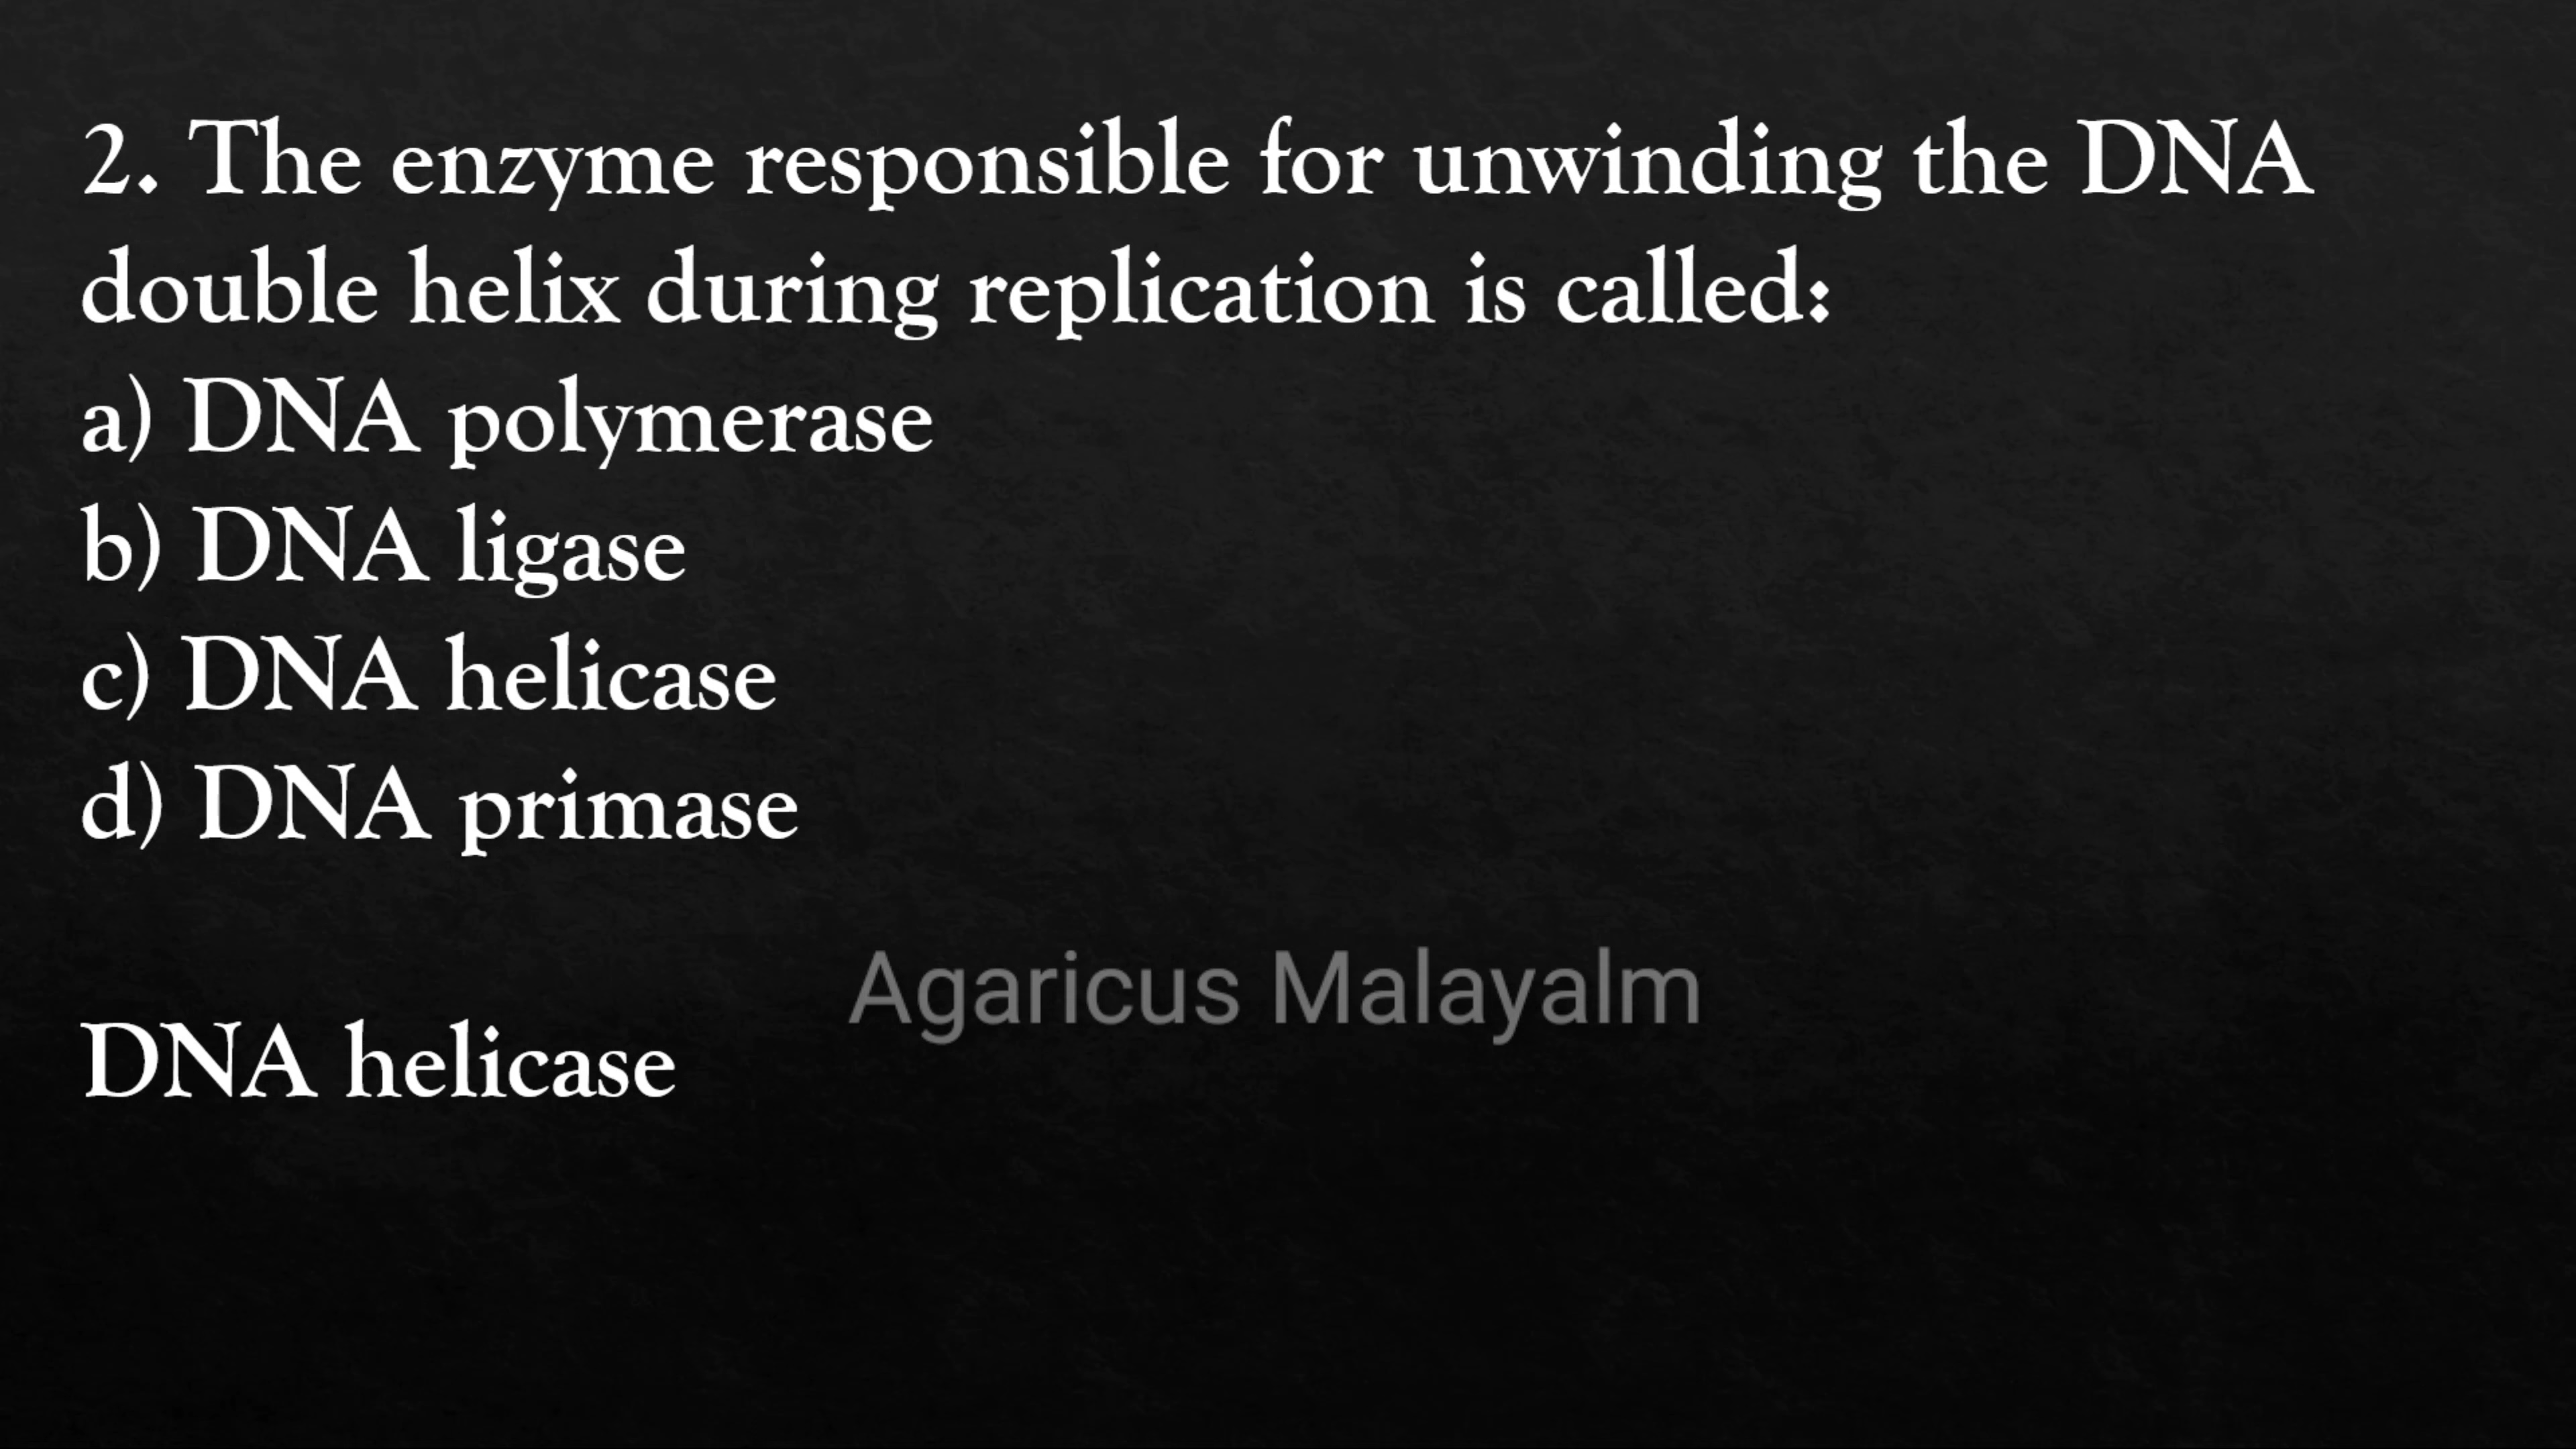 2. The enzyme responsible for unwinding the DNA
double helix during replication is called:
a) DNA polymerase
b) DNA ligase
c) DNA helicase
d) DNA primase
Agaricus Malayalm
DNA helicase